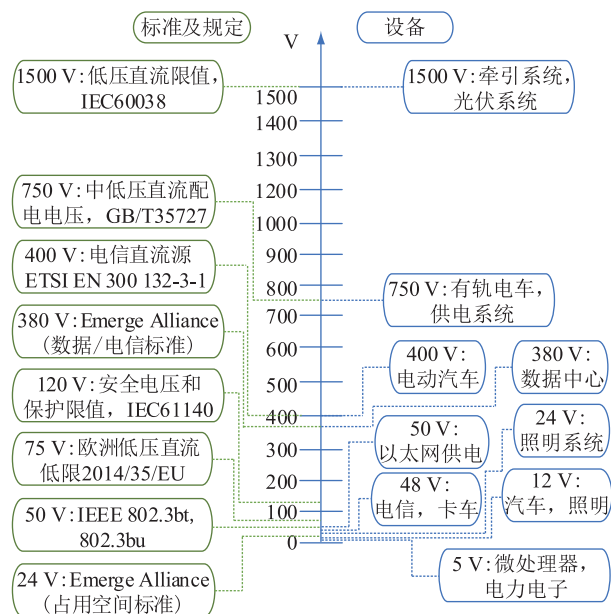 标准及规定
V
设备
1500 V:低压直流限值,
IEC60038
750 V:中低压直流配
电电压，GB/T35727
400 V:电信直流源
ETSI EN 300 132-3-1
380 V:Emerge Alliance
(数据/电信标准)
120 V:安全电压和
保护限值，IEC61140
75 V:欧洲低压直流
低限2014/35/EU
50 V:IEEE 802.3bt,
802.3bu
24 V:Emerge Alliance
(占用空间标准)
1500
1400
1300
1200
1000
900
800
700
600
500
400
300
200
100
0
1500 V:牵引系统，
光伏系统
750 V:有轨电车，
供电系统
400 V:
电动汽车
380 V:
数据中心
50 V:
以太网供电
24 V:
照明系统
48 V:
电信，卡车
12 V:
汽车，照明
5 V:微处理器，
电力电子